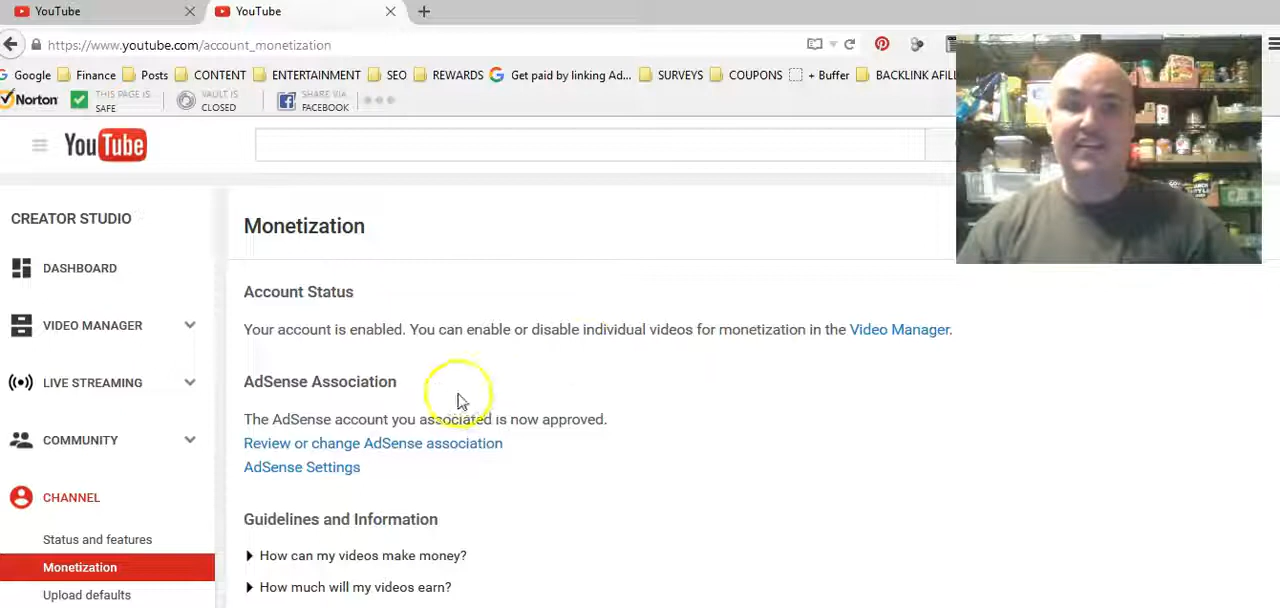 YouTube
YouTube
https://www.youtube.com/account_monetization
Google Finance Posts CONTENT ENTERTAINMENT SEO REWARDS Get paid by linking Ad... SURVEYS COUPONS + Buffer BACKLINK AFILI
Norton THIS PAGE IS SAFE VAULT IS CLOSED SHARE VIA FACEBOOK
YouTube
CREATOR STUDIO
DASHBOARD
VIDEO MANAGER
LIVE STREAMING
COMMUNITY
CHANNEL
Status and features
Monetization
Upload defaults
Monetization
Account Status
Your account is enabled. You can enable or disable individual videos for monetization in the Video Manager.
AdSense Association
The AdSense account you associated is now approved.
Review or change AdSense association
AdSense Settings
Guidelines and Information
How can my videos make money?
How much will my videos earn?